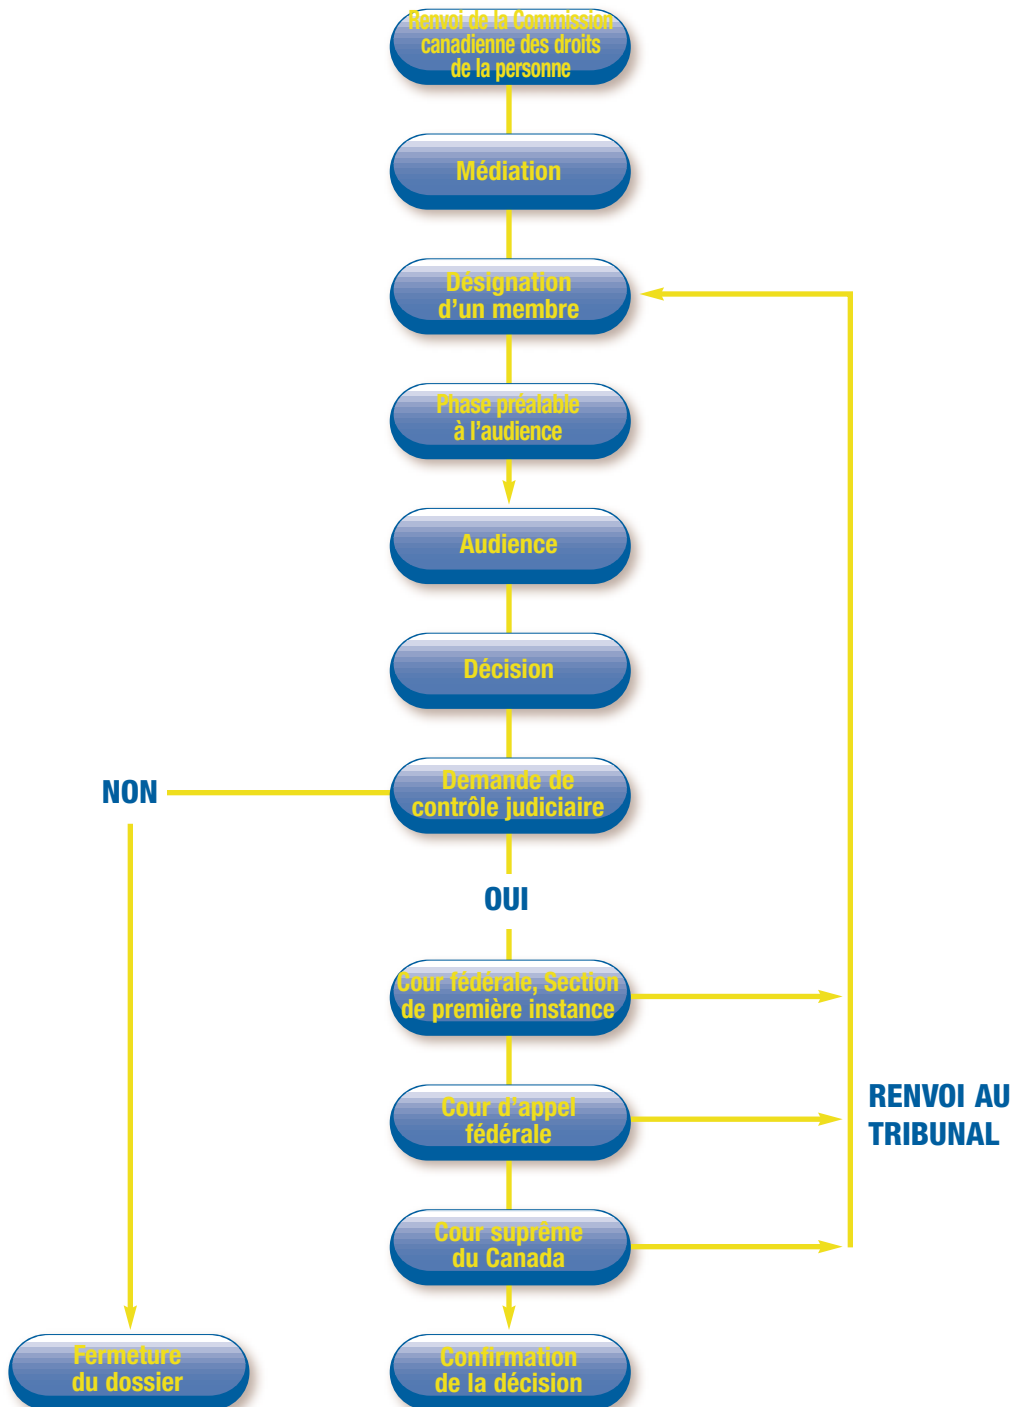 Renvoi de la Commission
canadienne des droits
de la personne
Médiation
Désignation
d’un membre
Phase préalable
à l’audience
Audience
Décision
Demande de
contrôle judiciaire
NON
OUI
Cour fédérale, Section
de première instance
Cour d’appel
fédérale
RENVOI AU
TRIBUNAL
Cour suprême
du Canada
Fermeture
du dossier
Confirmation
de la décision